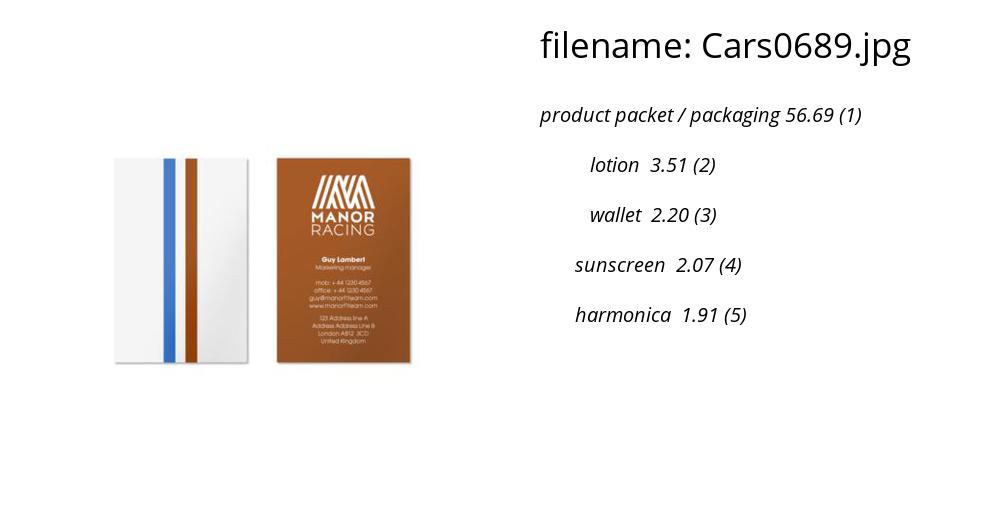 filename: Cars0689.jpg
product packet / packaging 56.69 (1)
lotion 3.51 (2)
wallet 2.20 (3)
sunscreen 2.07 (4)
harmonica 1.91 (5)
MANOR
RACING
Guy Lambert
Marketing manager
mob: +44 1230 4567
office: +44 1230 4567
guy@manorf1team.com
www.manorf1team.com
123 Address line A
Address Address Line B
London AB12 3CD
United Kingdom